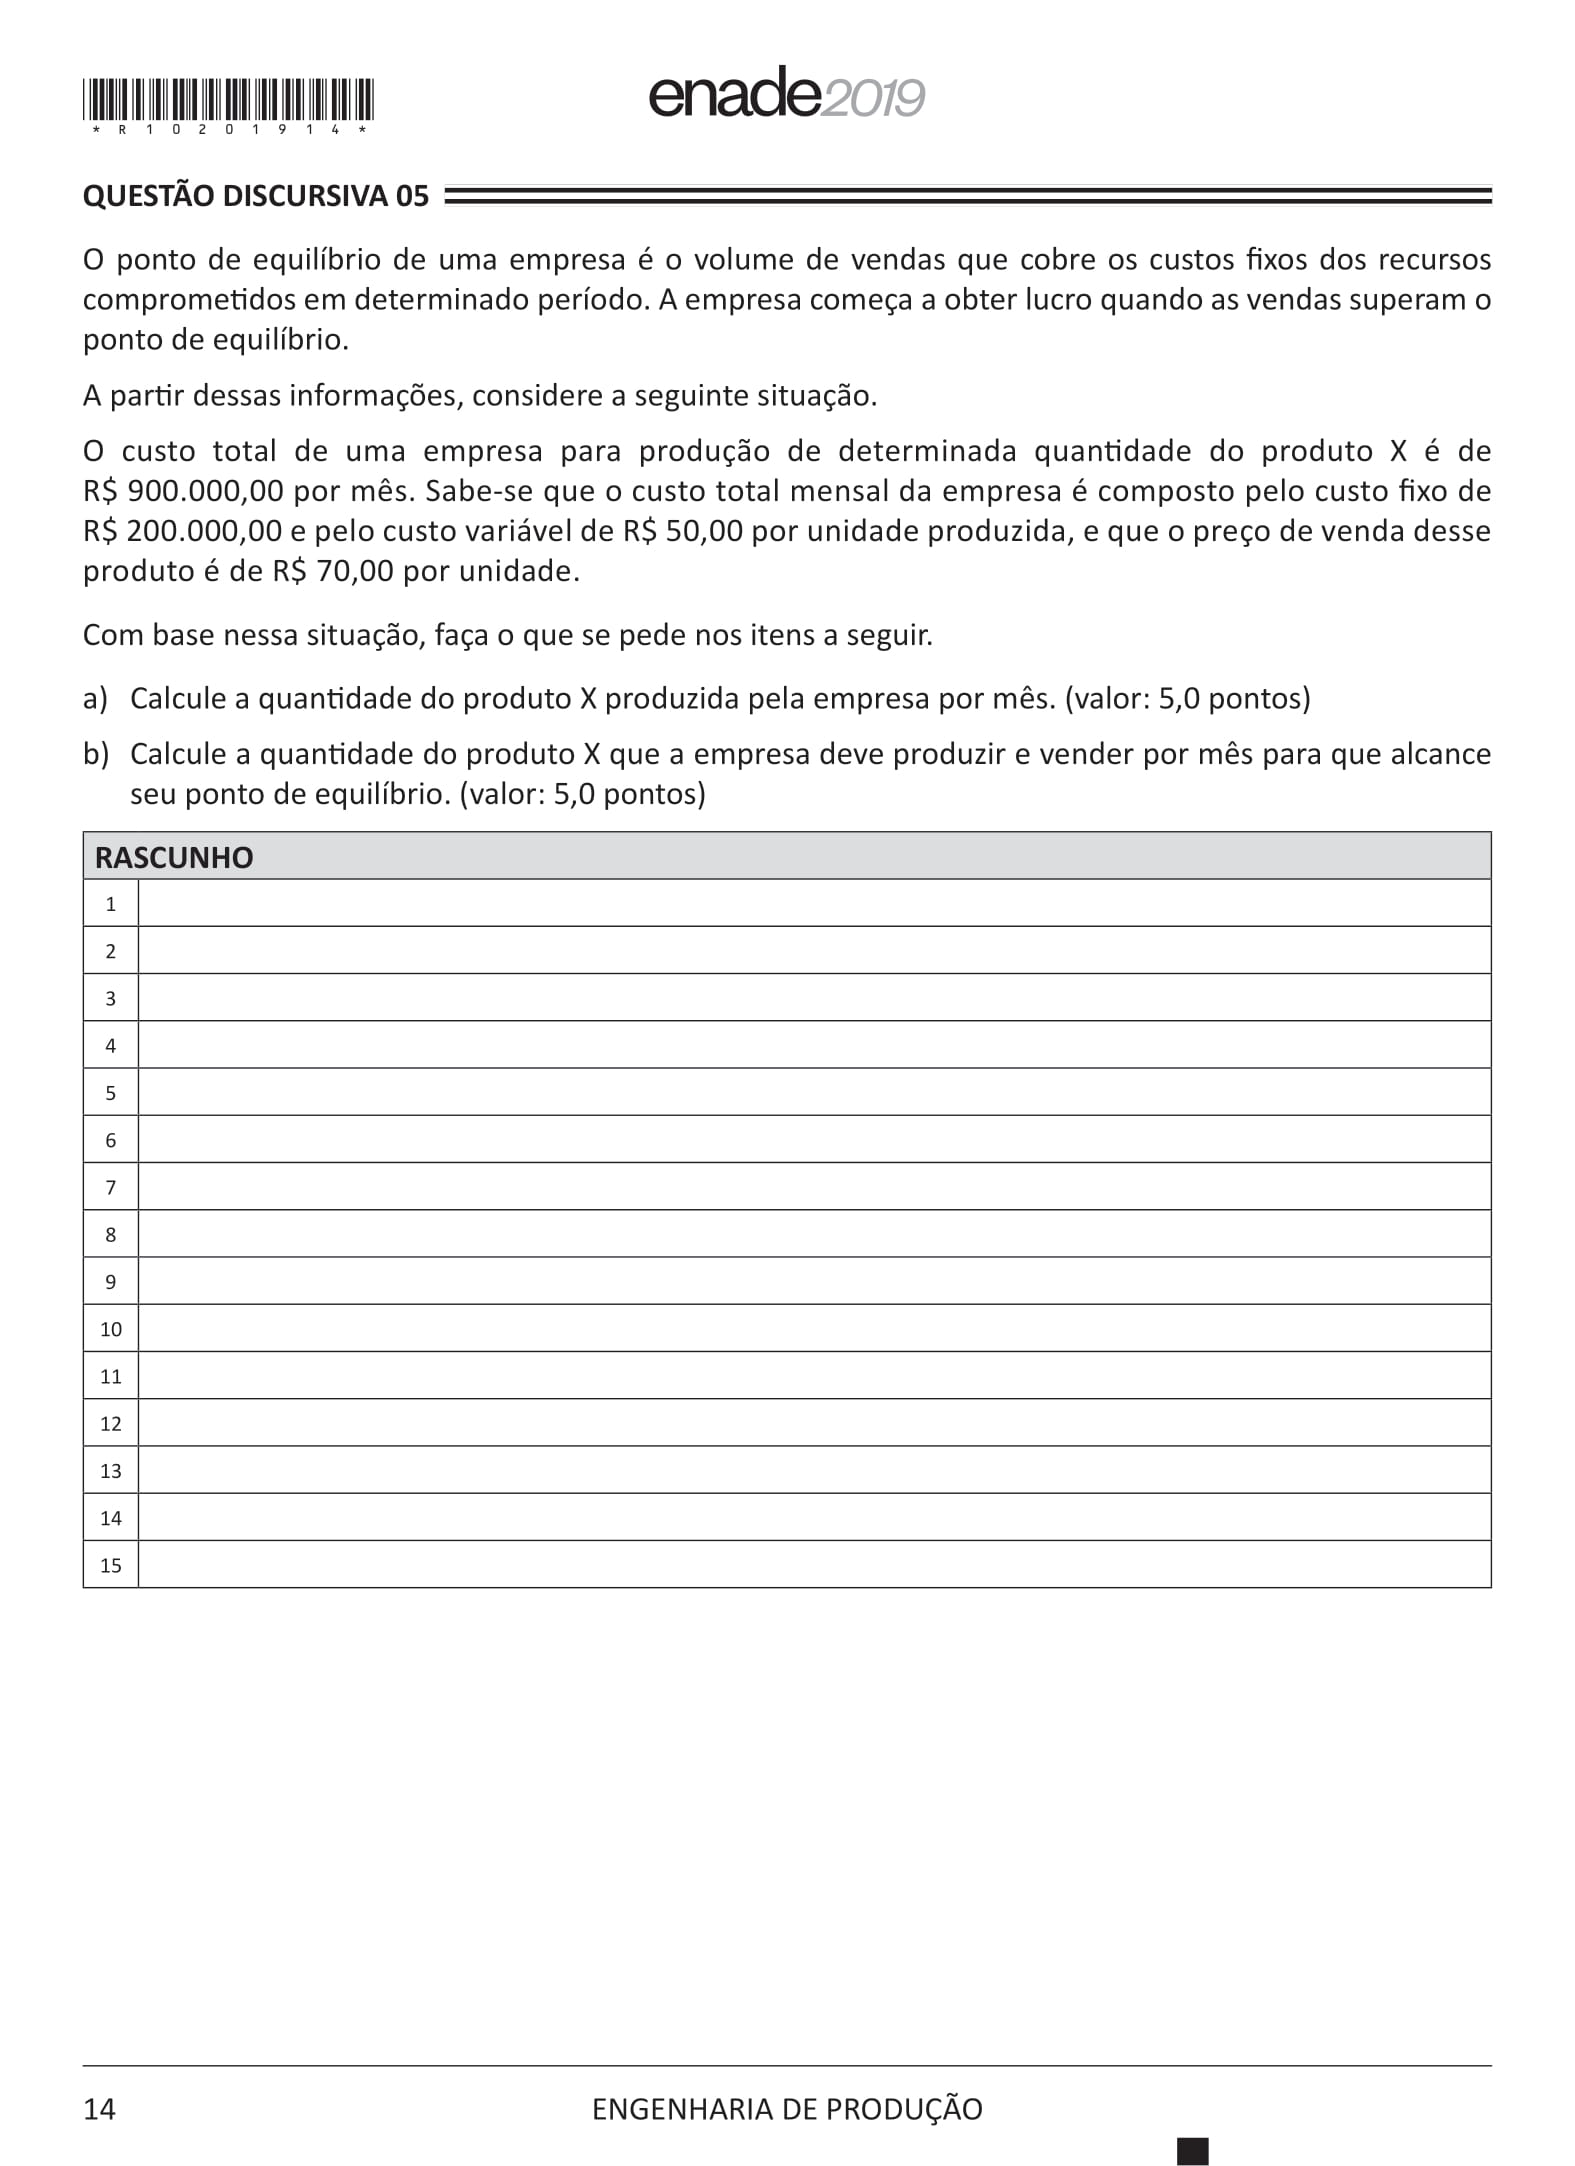 *R10201914*
enade2019
QUESTÃO DISCURSIVA 05
O ponto de equilíbrio de uma empresa é o volume de vendas que cobre os custos fixos dos recursos
comprometidos em determinado período. A empresa começa a obter lucro quando as vendas superam o
ponto de equilíbrio.
A partir dessas informações, considere a seguinte situação.
O custo total de uma empresa para produção de determinada quantidade do produto X é de
R$ 900.000,00 por mês. Sabe-se que o custo total mensal da empresa é composto pelo custo fixo de
R$ 200.000,00 e pelo custo variável de R$ 50,00 por unidade produzida, e que o preço de venda desse
produto é de R$ 70,00 por unidade.
Com base nessa situação, faça o que se pede nos itens a seguir.
a) Calcule a quantidade do produto X produzida pela empresa por mês. (valor: 5,0 pontos)
b) Calcule a quantidade do produto X que a empresa deve produzir e vender por mês para que alcance
seu ponto de equilíbrio. (valor: 5,0 pontos)
RASCUNHO
1
2
3
4
5
6
7
8
9
10
11
12
13
14
15
14 ENGENHARIA DE PRODUÇÃO